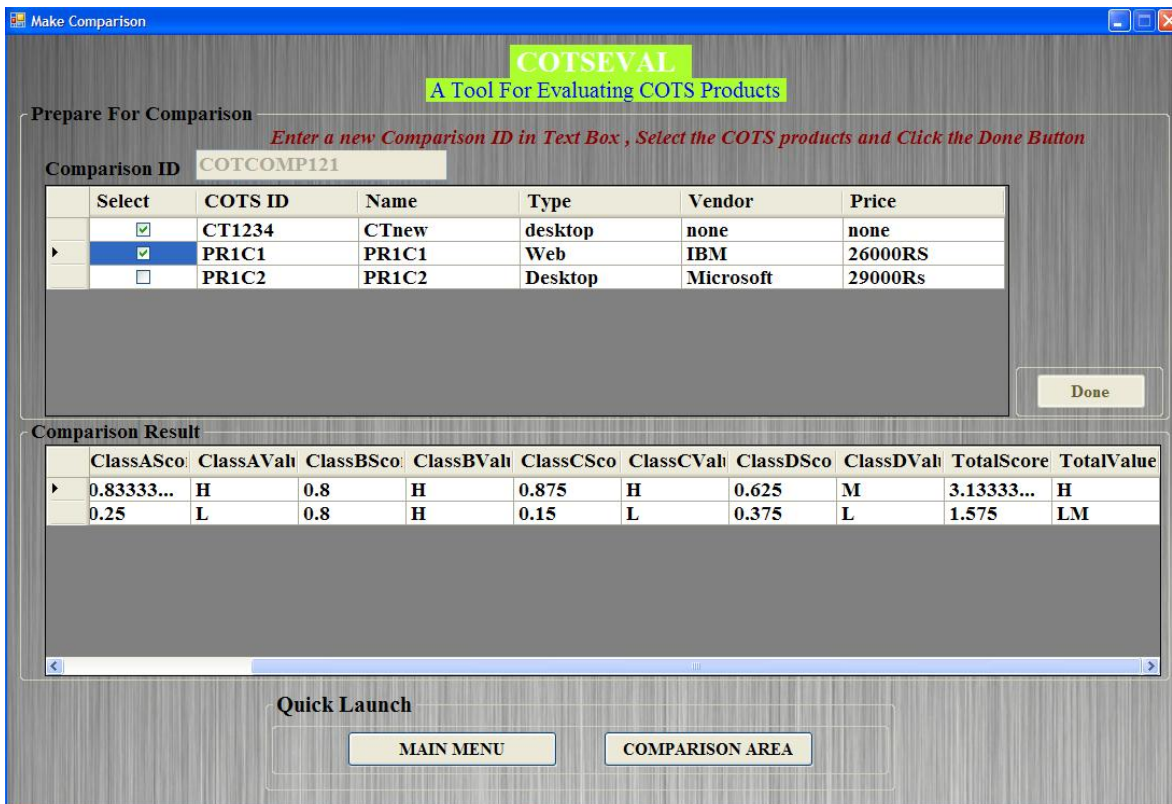 Make Comparison
COTSEVAL
A Tool For Evaluating COTS Products
Prepare For Comparison
Enter a new Comparison ID in Text Box , Select the COTS products and Click the Done Button
Comparison ID COTCOMP121
Select COTS ID Name Type Vendor Price
CT1234 CTnew desktop none none
PR1C1 PR1C1 Web IBM 26000RS
PR1C2 PR1C2 Desktop Microsoft 29000Rs
Done
Comparison Result
ClassASco ClassAValu ClassBSco ClassBValu ClassCSco ClassCValu ClassDSco ClassDValu TotalScore TotalValue
0.83333... H 0.8 H 0.875 H 0.625 M 3.13333... H
0.25 L 0.8 H 0.15 L 0.375 L 1.575 LM
Quick Launch
MAIN MENU COMPARISON AREA